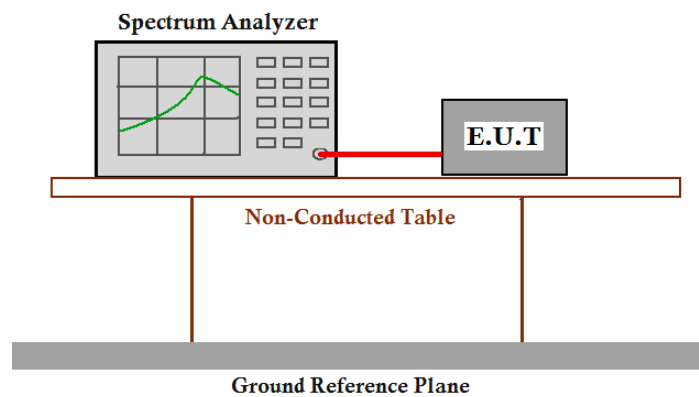 Spectrum Analyzer
E.U.T
Non-Conducted Table
Ground Reference Plane